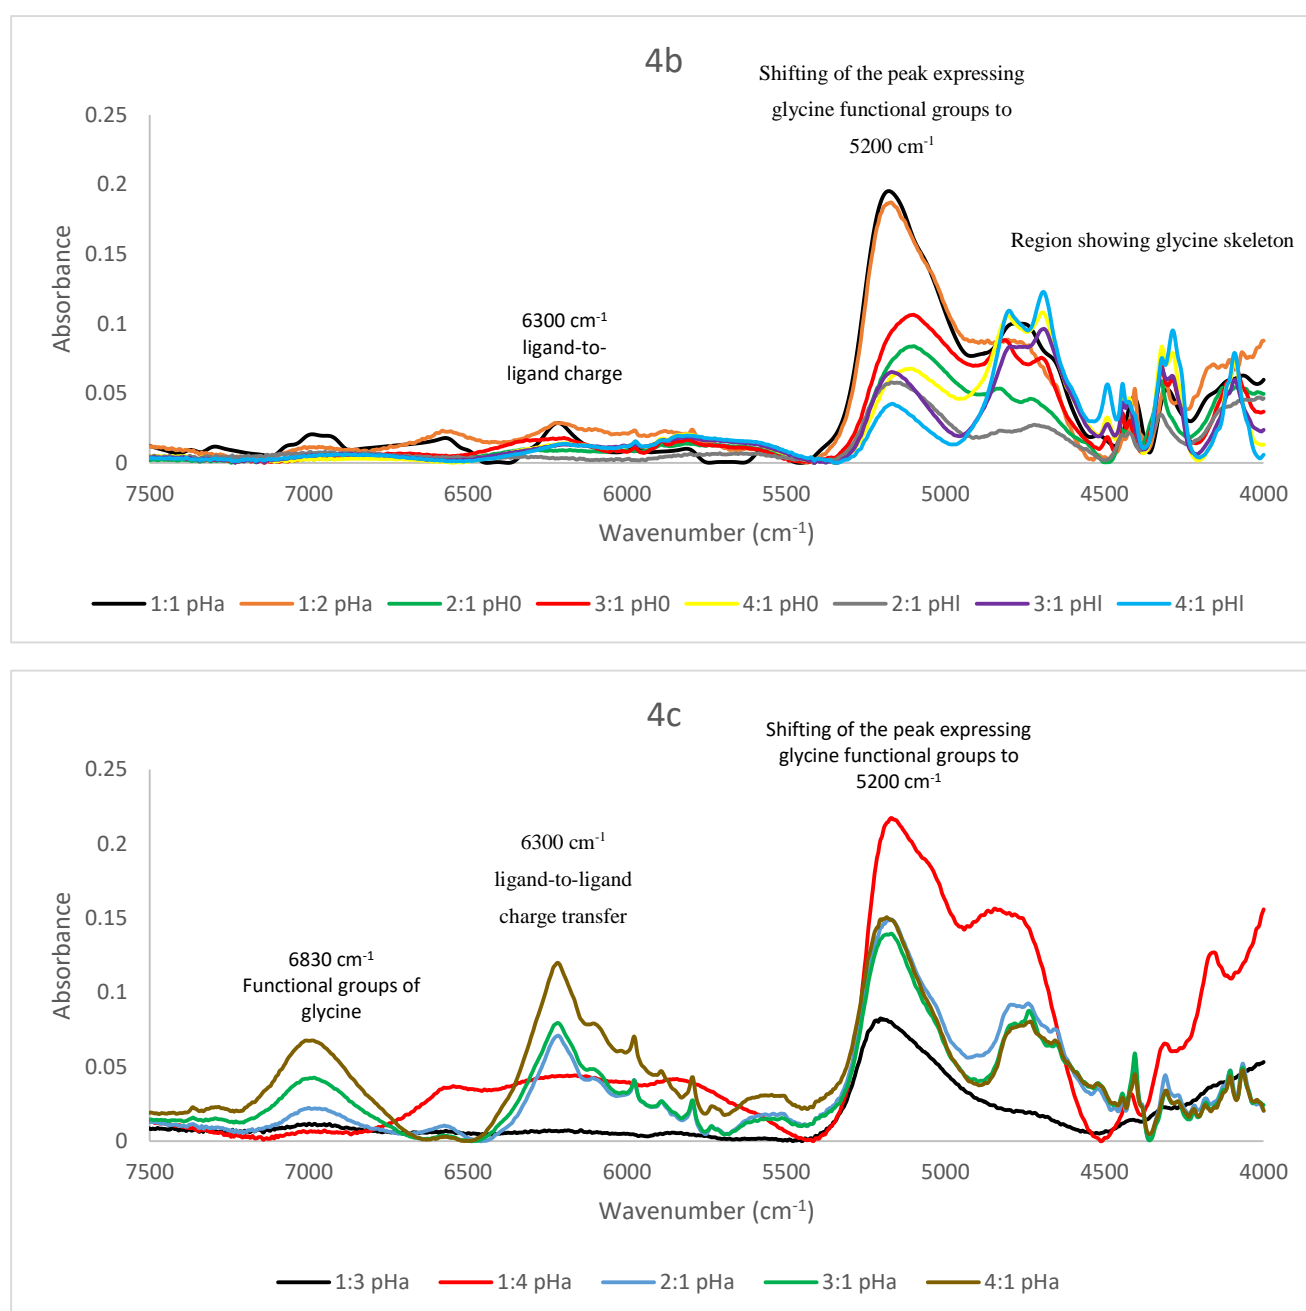 4b
Shifting of the peak expressing
glycine functional groups to
5200 cm-1
0.25
0.2
0.15
0.1
0.05
0
Absorbance
Region showing glycine skeleton
6300 cm-1
ligand-to-
ligand charge
7500 7000 6500 6000 5500 5000 4500 4000
Wavenumber (cm-1)
1:1 pHa 1:2 pHa 2:1 pH0 3:1 pH0 4:1 pH0 2:1 pHl 3:1 pHl 4:1 pHl
4c
Shifting of the peak expressing
glycine functional groups to
5200 cm-1
0.25
0.2
0.15
0.1
0.05
0
Absorbance
6300 cm-1
ligand-to-ligand
charge transfer
6830 cm-1
Functional groups of
glycine
7500 7000 6500 6000 5500 5000 4500 4000
Wavenumber (cm-1)
1:3 pHa 1:4 pHa 2:1 pHa 3:1 pHa 4:1 pHa